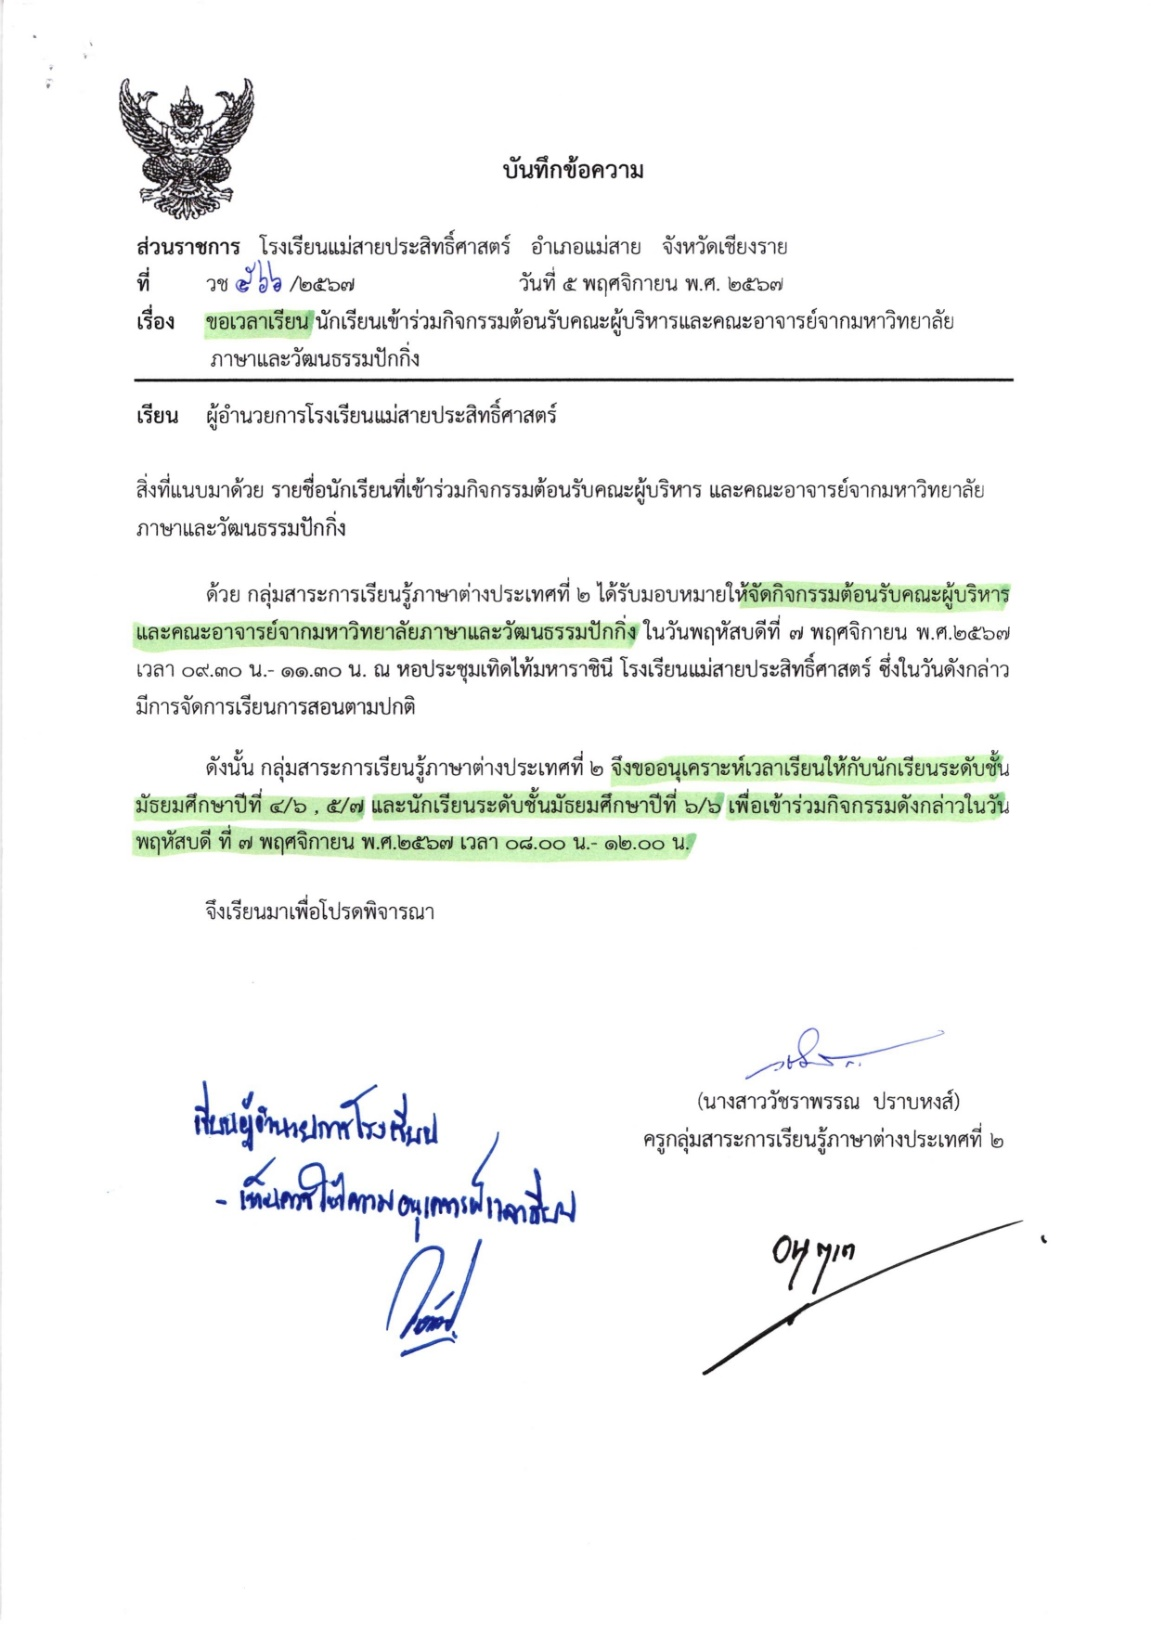 บันทึกข้อความ
ส่วนราชการ โรงเรียนแม่สายประสิทธิ์ศาสตร์ อำเภอแม่สาย จังหวัดเชียงราย
ที่ วช ๕๖๖ /๒๕๖๗ วันที่ ๕ พฤศจิกายน พ.ศ. ๒๕๖๗
เรื่อง ขอเวลาเรียน นักเรียนเข้าร่วมกิจกรรมต้อนรับคณะผู้บริหารและคณะอาจารย์จากมหาวิทยาลัย
ภาษาและวัฒนธรรมปักกิ่ง
เรียน ผู้อำนวยการโรงเรียนแม่สายประสิทธิ์ศาสตร์
สิ่งที่แนบมาด้วย รายชื่อนักเรียนที่เข้าร่วมกิจกรรมต้อนรับคณะผู้บริหาร และคณะอาจารย์จากมหาวิทยาลัย
ภาษาและวัฒนธรรมปักกิ่ง
ด้วย กลุ่มสาระการเรียนรู้ภาษาต่างประเทศที่ ๒ ได้รับมอบหมายให้จัดกิจกรรมต้อนรับคณะผู้บริหาร
และคณะอาจารย์จากมหาวิทยาลัยภาษาและวัฒนธรรมปักกิ่ง ในวันพฤหัสบดีที่ ๗ พฤศจิกายน พ.ศ.๒๕๖๗
เวลา ๐๙.๓๐ น.- ๑๑.๓๐ น. ณ หอประชุมเทิดไท้มหาราชินี โรงเรียนแม่สายประสิทธิ์ศาสตร์ ซึ่งในวันดังกล่าว
มีการจัดการเรียนการสอนตามปกติ
ดังนั้น กลุ่มสาระการเรียนรู้ภาษาต่างประเทศที่ ๒ จึงขออนุเคราะห์เวลาเรียนให้กับนักเรียนระดับชั้น
มัธยมศึกษาปีที่ ๔/๖ , ๕/๗ และนักเรียนระดับชั้นมัธยมศึกษาปีที่ ๖/๖ เพื่อเข้าร่วมกิจกรรมดังกล่าวในวัน
พฤหัสบดี ที่ ๗ พฤศจิกายน พ.ศ.๒๕๖๗ เวลา ๐๘.๐๐ น.- ๑๒.๐๐ น.
จึงเรียนมาเพื่อโปรดพิจารณา
(นางสาววัชราพรรณ ปราบหงส์)
ครูกลุ่มสาระการเรียนรู้ภาษาต่างประเทศที่ ๒
เรียนผู้อำนวยการโรงเรียน
- เห็นควรให้ความอนุเคราะห์เวลาเรียน